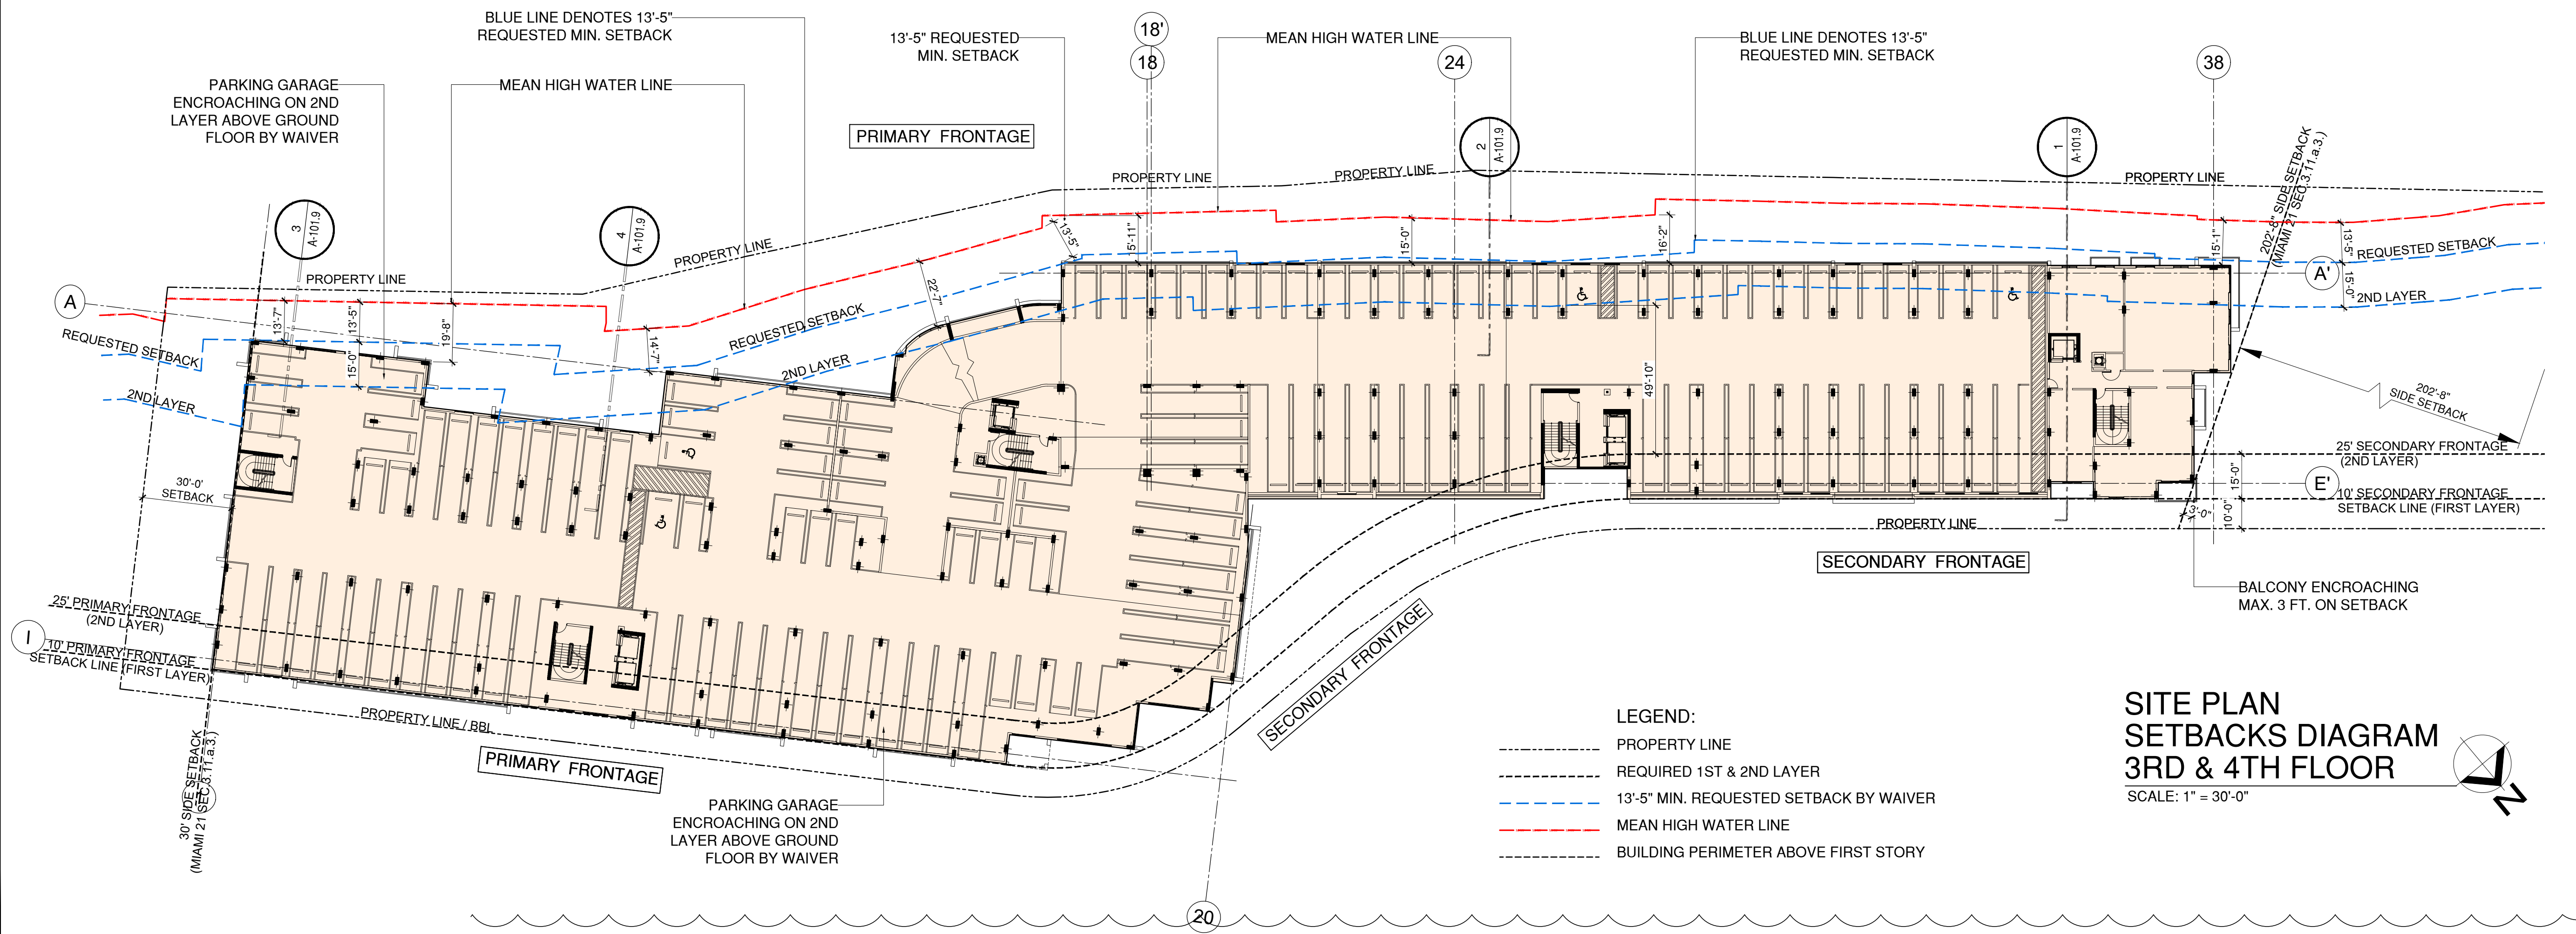 BLUE LINE DENOTES 13'-5"
REQUESTED MIN. SETBACK
13'-5" REQUESTED
MIN. SETBACK
18'
18
MEAN HIGH WATER LINE
24
BLUE LINE DENOTES 13'-5"
REQUESTED MIN. SETBACK
38
PARKING GARAGE
ENCROACHING ON 2ND
LAYER ABOVE GROUND
FLOOR BY WAIVER
MEAN HIGH WATER LINE
PRIMARY FRONTAGE
2
A-101.9
1
A-101.9
202'-8" SIDE SETBACK
(MIAMI 21 SEC.3.11.a.3.)
PROPERTY LINE
PROPERTY LINE
PROPERTY LINE
3
A-101.9
4
A-101.9
PROPERTY LINE
PROPERTY LINE
13'-5"
15'-11"
15'-0"
16'-2"
15'-1"
13'-5"
REQUESTED SETBACK
A'
15'-0"
2ND LAYER
A
13'-7"
13'-5"
19'-8"
22'-7"
14'-7"
15'-0"
REQUESTED SETBACK
REQUESTED SETBACK
2ND LAYER
2ND LAYER
49'-10"
202'-8"
SIDE SETBACK
25' SECONDARY FRONTAGE
(2ND LAYER)
15'-0"
E'
10' SECONDARY FRONTAGE
SETBACK LINE (FIRST LAYER)
3'-0"
10'-0"
30'-0'
SETBACK
PROPERTY LINE
SECONDARY FRONTAGE
BALCONY ENCROACHING
MAX. 3 FT. ON SETBACK
25' PRIMARY FRONTAGE
(2ND LAYER)
I
10' PRIMARY FRONTAGE
SETBACK LINE (FIRST LAYER)
SECONDARY FRONTAGE
PROPERTY LINE / BBL
PRIMARY FRONTAGE
30' SIDE SETBACK
(MIAMI 21 SEC.3.11.a.3.)
PARKING GARAGE
ENCROACHING ON 2ND
LAYER ABOVE GROUND
FLOOR BY WAIVER
20
LEGEND:
PROPERTY LINE
REQUIRED 1ST & 2ND LAYER
13'-5" MIN. REQUESTED SETBACK BY WAIVER
MEAN HIGH WATER LINE
BUILDING PERIMETER ABOVE FIRST STORY
SITE PLAN
SETBACKS DIAGRAM
3RD & 4TH FLOOR
SCALE: 1" = 30'-0"
N